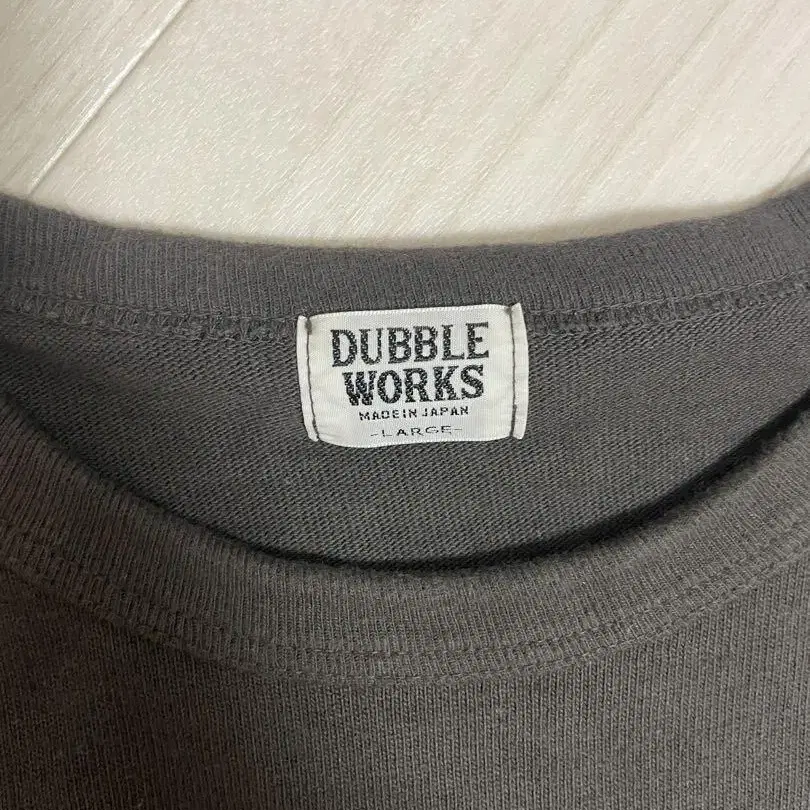 DUBBLE
WORKS
MADE IN JAPAN
-LARGE-